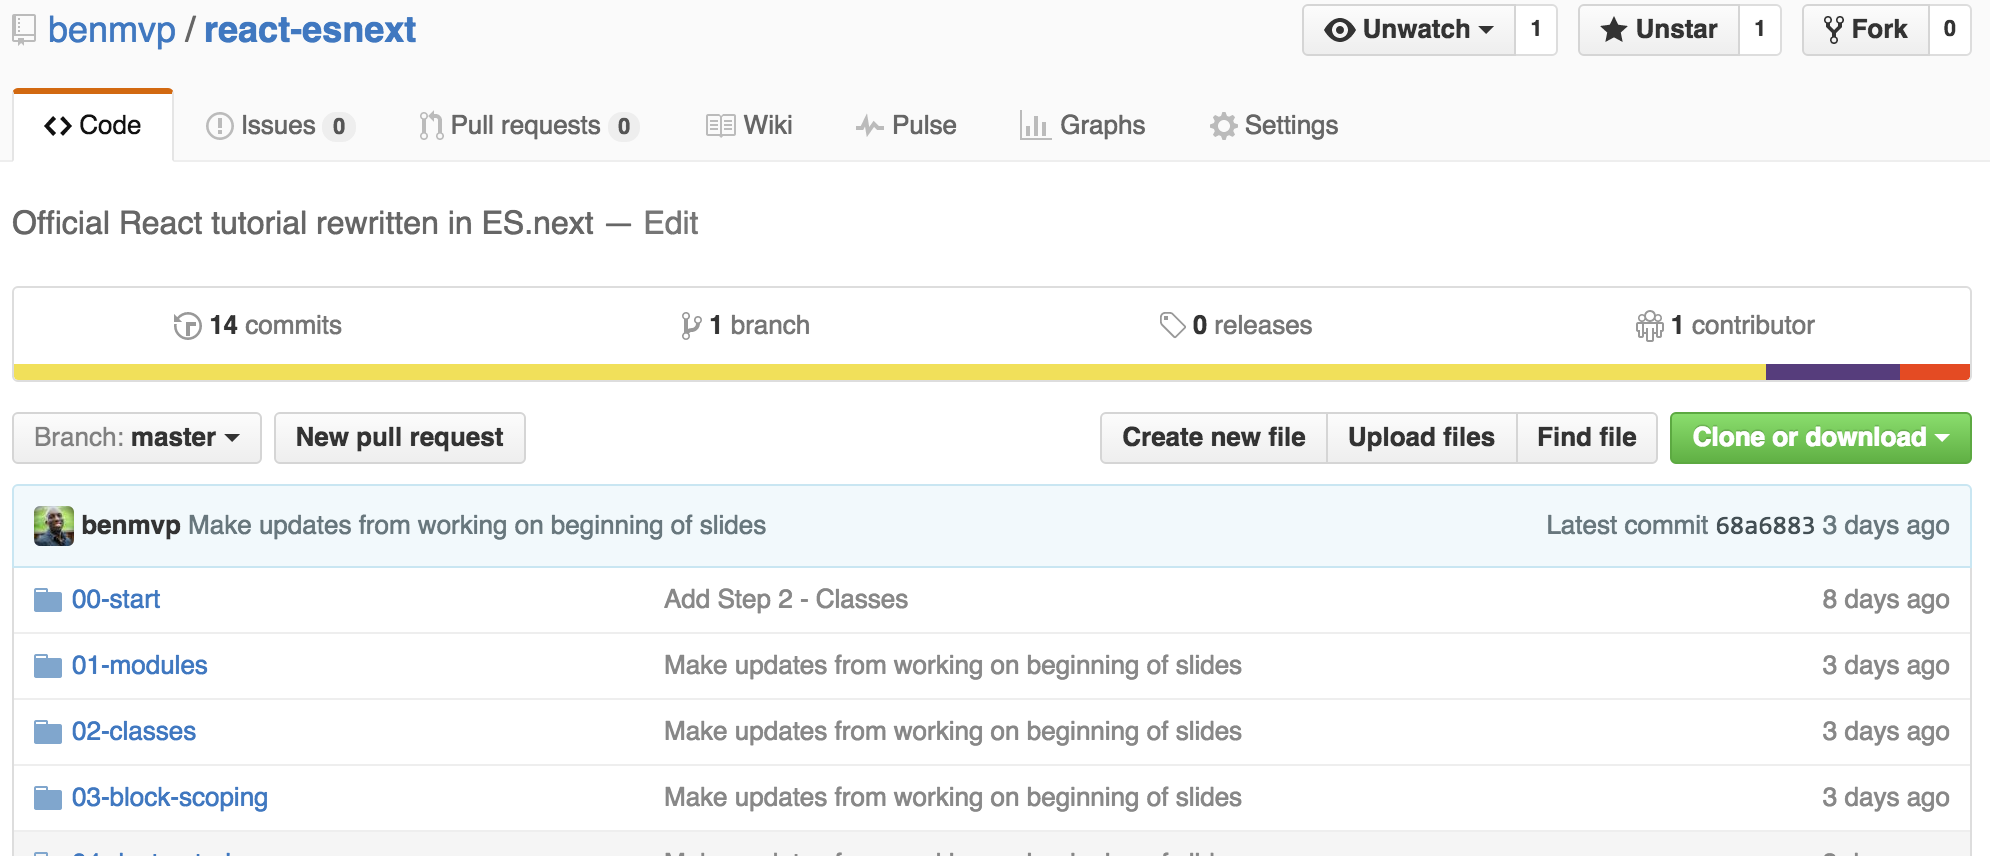 benmvp / react-esnext Unwatch 1 Unstar 1 Fork 0
Code Issues 0 Pull requests 0 Wiki Pulse Graphs Settings
Official React tutorial rewritten in ES.next — Edit
14 commits 1 branch 0 releases 1 contributor
Branch: master New pull request Create new file Upload files Find file Clone or download
benmvp Make updates from working on beginning of slides Latest commit 68a6883 3 days ago
00-start Add Step 2 - Classes 8 days ago
01-modules Make updates from working on beginning of slides 3 days ago
02-classes Make updates from working on beginning of slides 3 days ago
03-block-scoping Make updates from working on beginning of slides 3 days ago